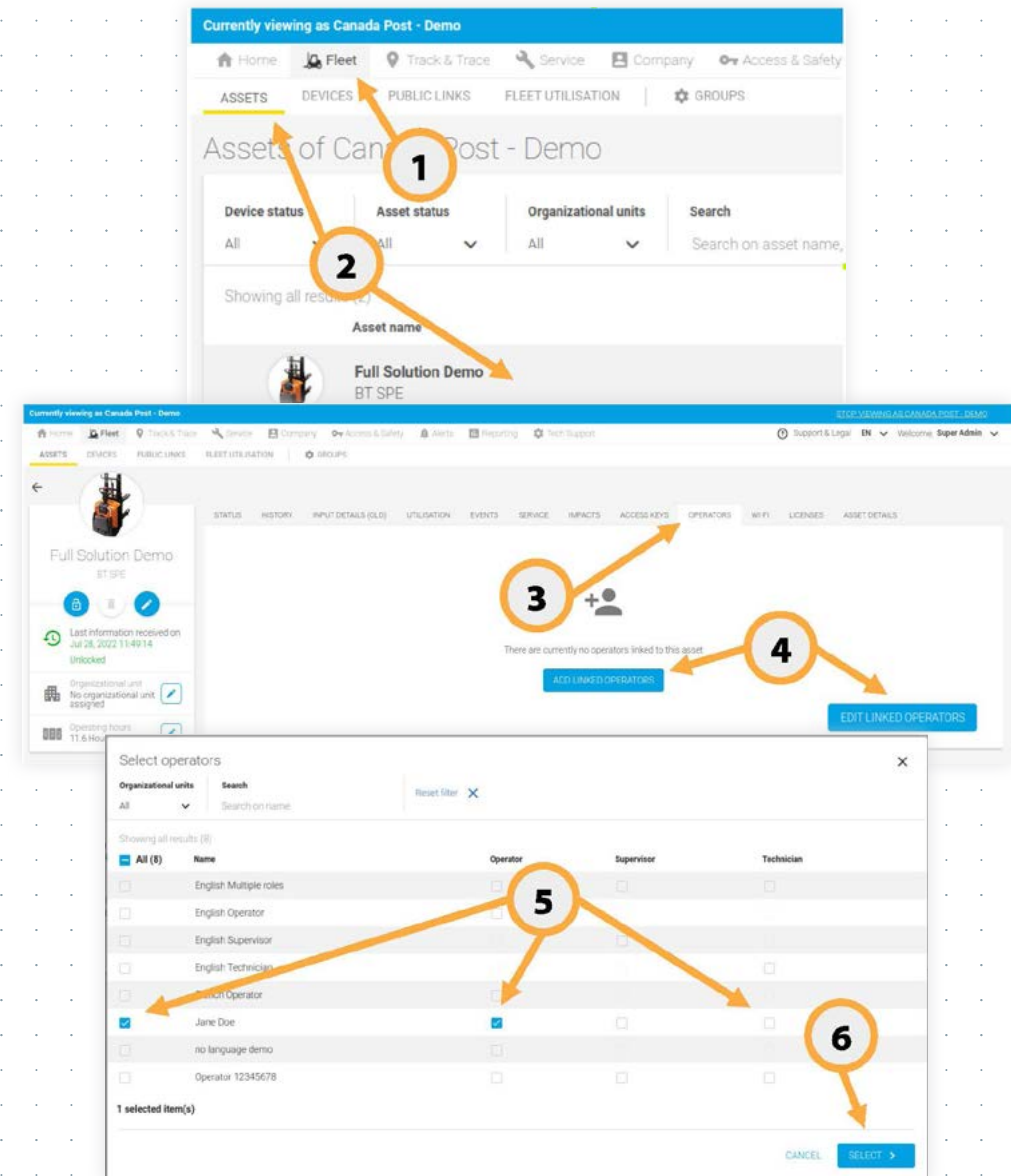 Currently viewing as Canada Post - Demo
Home Fleet Track & Trace Service Company Access & Safety
ASSETS DEVICES PUBLIC LINKS FLEET UTILISATION GROUPS
Assets of Can Post - Demo
1
Device status Asset status Organizational units Search
All All All Search on asset name,
2
Showing all results (2)
Asset name
Full Solution Demo
BT SPE
Currently viewing as Canada Post - Demo STOP VIEWING AS CANADA POST - DEMO
Home Fleet Track & Trace Service Company Access & Safety Alerts Reporting Tech Support Support & Legal EN Welcome, Super Admin
ASSETS DEVICES PUBLIC LINKS FLEET UTILISATION GROUPS
STATUS HISTORY INPUT DETAILS (OLD) UTILISATION EVENTS SERVICE IMPACTS ACCESS KEYS OPERATORS WI-FI LICENSES ASSET DETAILS
Full Solution Demo
BT SPE
3
Last information received on
Jul 28, 2022 11:49:14
Unlocked
There are currently no operators linked to this asset
4
ADD LINKED OPERATORS
Organizational unit
No organizational unit
assigned
EDIT LINKED OPERATORS
Operating hours
11.6 Hou
Select operators
Organizational units Search
All Search on name Reset filter
Showing all results (8)
All (8) Name Operator Supervisor Technician
English Multiple roles
5
English Operator
English Supervisor
English Technician
French Operator
Jane Doe
6
no language demo
Operator 12345678
1 selected item(s)
CANCEL SELECT